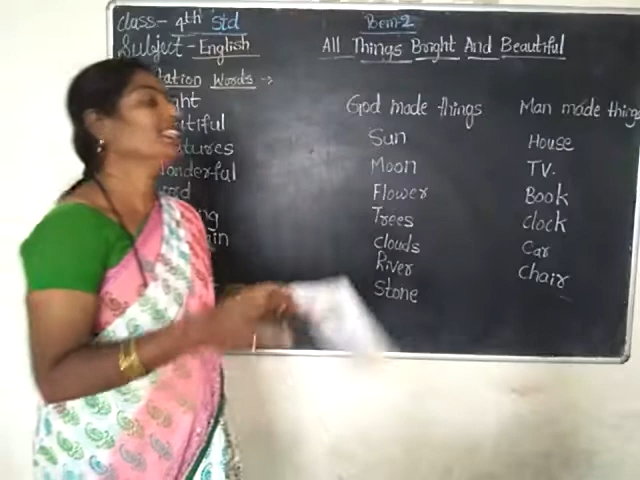 Class - 4th Std
Subject - English
Poem-2
All Things Bright And Beautiful
Words ->
God made things
Sun
Moon
Flower
Trees
Clouds
River
Stone
Man made things
House
TV.
Book
Clock
Car
Chair